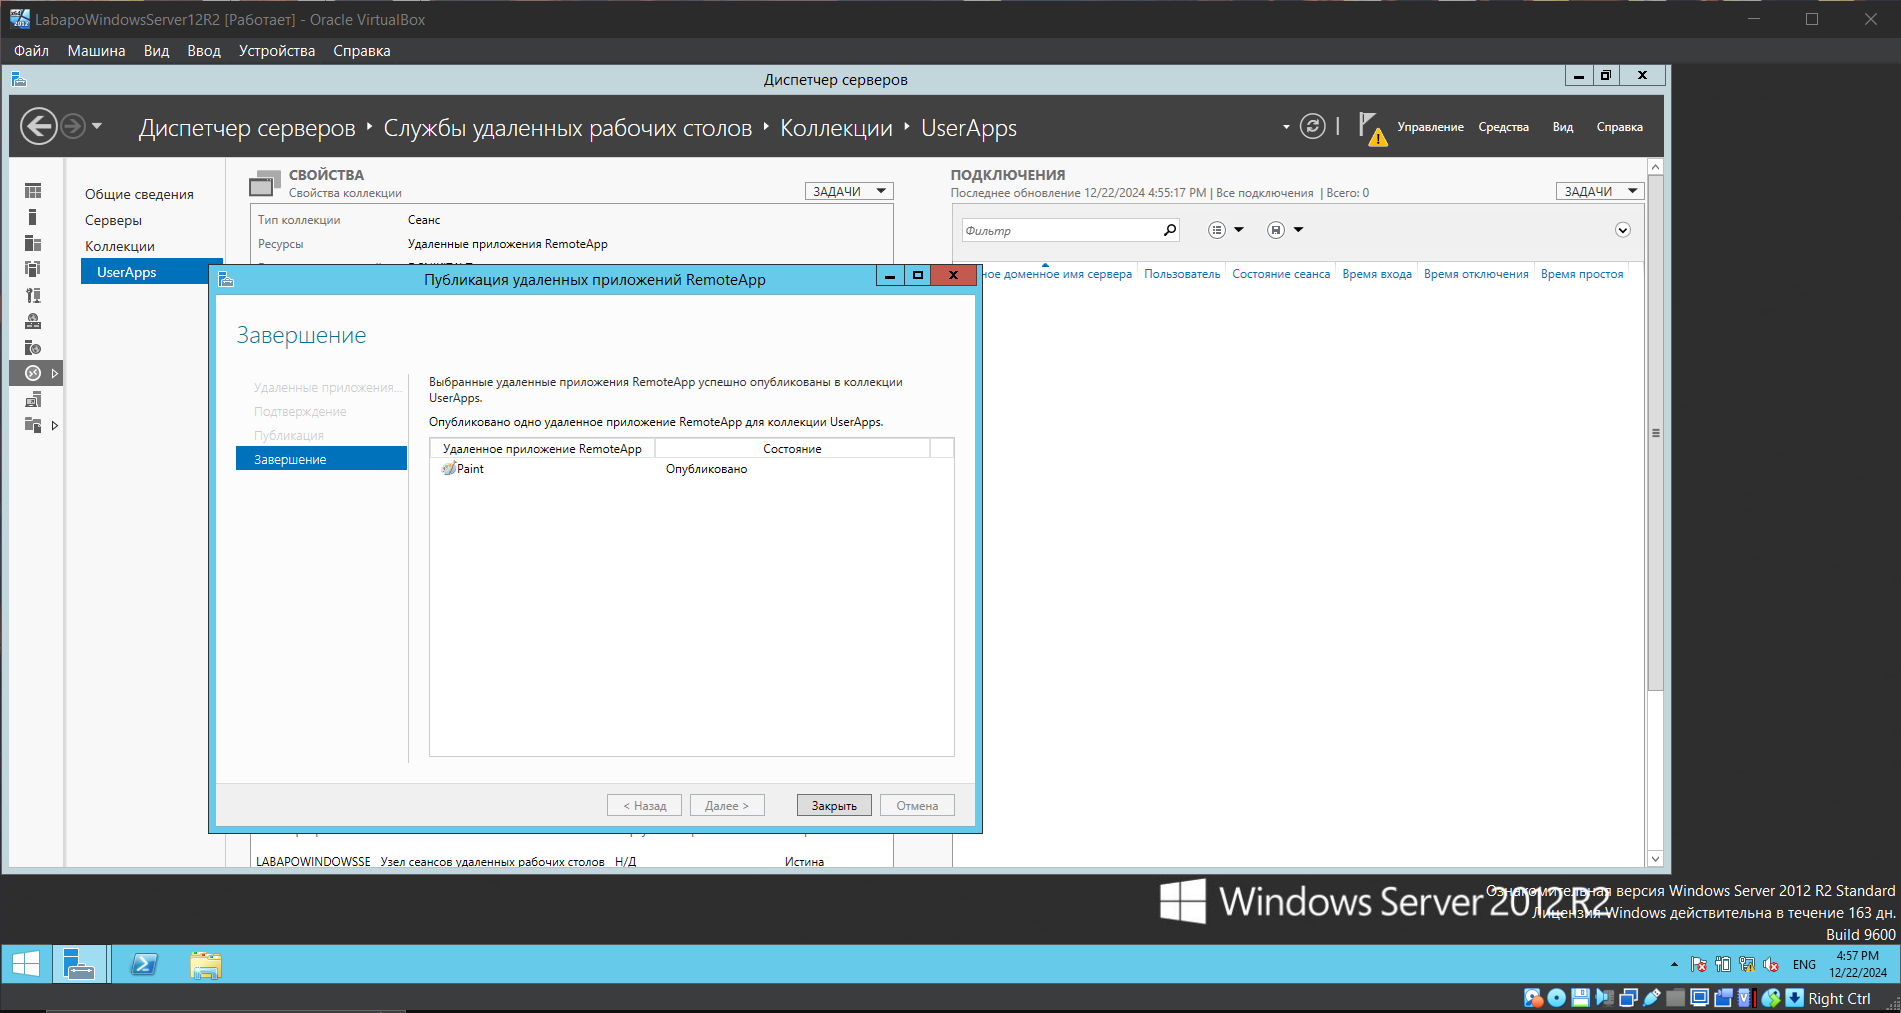 LabapoWindowsServer12R2 [Работает] - Oracle VirtualBox
Файл Машина Вид Ввод Устройства Справка
Диспетчер серверов
Диспетчер серверов Службы удаленных рабочих столов Коллекции UserApps
Управление Средства Вид Справка
Общие сведения
Серверы
Коллекции
UserApps
СВОЙСТВА
Свойства коллекции
ЗАДАЧИ
Тип коллекции Сеанс
Ресурсы Удаленные приложения RemoteApp
ПОДКЛЮЧЕНИЯ
Последнее обновление 12/22/2024 4:55:17 PM | Все подключения | Всего: 0
ЗАДАЧИ
Фильтр
ное доменное имя сервера Пользователь Состояние сеанса Время входа Время отключения Время простоя
Публикация удаленных приложений RemoteApp
Завершение
Удаленные приложения...
Подтверждение
Публикация
Завершение
Выбранные удаленные приложения RemoteApp успешно опубликованы в коллекции
UserApps.
Опубликовано одно удаленное приложение RemoteApp для коллекции UserApps.
Удаленное приложение RemoteApp Состояние
Paint Опубликовано
< Назад Далее > Закрыть Отмена
LABAPOWINDOWSSE Узел сеансов удаленных рабочих столов Н/Д Истина
Windows Server 2012 R2
Ознакомительная версия Windows Server 2012 R2 Standard
Лицензия Windows действительна в течение 163 дн.
Build 9600
ENG
4:57 PM
12/22/2024
Right Ctrl